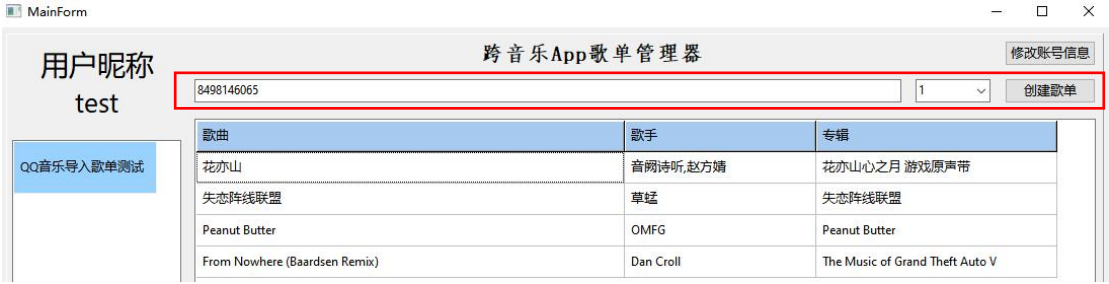 MainForm
用户昵称
test
跨音乐App歌单管理器
修改账号信息
8498146065
1
创建歌单
QQ音乐导入歌单测试
歌曲 歌手 专辑
花亦山 音阙诗听,赵方婧 花亦山心之月 游戏原声带
失恋阵线联盟 草蜢 失恋阵线联盟
Peanut Butter OMFG Peanut Butter
From Nowhere (Baardsen Remix) Dan Croll The Music of Grand Theft Auto V